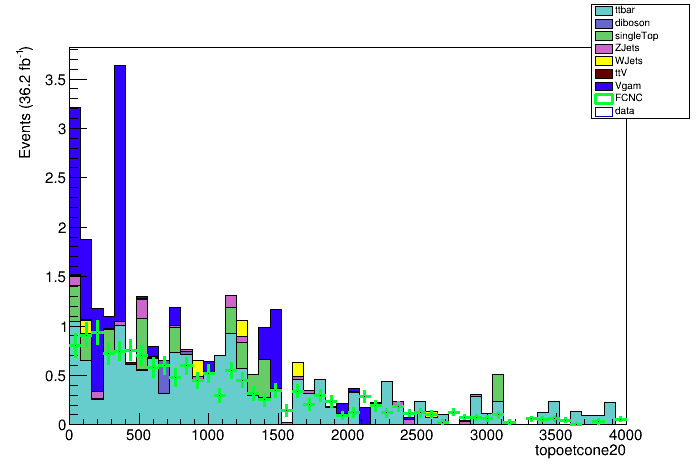 ttbar
diboson
singleTop
ZJets
WJets
ttV
Vgam
FCNC
data
Events (36.2 fb⁻¹)
3.5
3
2.5
2
1.5
1
0.5
0
0 500 1000 1500 2000 2500 3000 3500 4000
topoetcone20